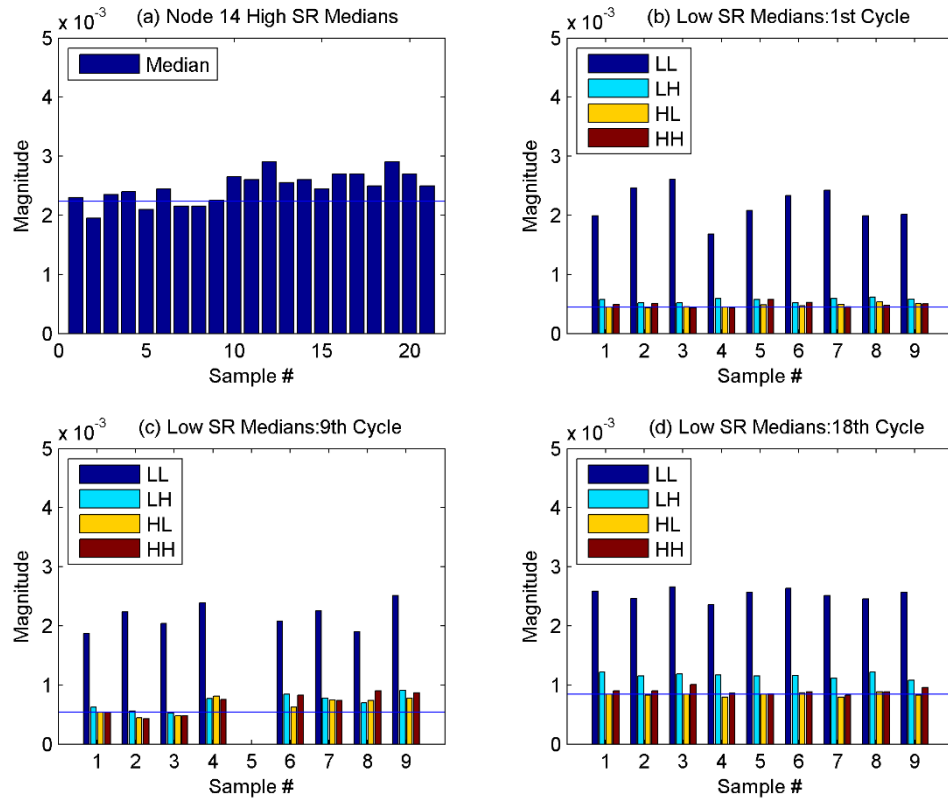 (a) Node 14 High SR Medians
x 10^-3
5
4
3
2
1
0
Magnitude
Median
0 5 10 15 20
Sample #
(b) Low SR Medians:1st Cycle
x 10^-3
5
4
3
2
1
0
Magnitude
LL
LH
HL
HH
1 2 3 4 5 6 7 8 9
Sample #
(c) Low SR Medians:9th Cycle
x 10^-3
5
4
3
2
1
0
Magnitude
LL
LH
HL
HH
1 2 3 4 5 6 7 8 9
Sample #
(d) Low SR Medians:18th Cycle
x 10^-3
5
4
3
2
1
0
Magnitude
LL
LH
HL
HH
1 2 3 4 5 6 7 8 9
Sample #